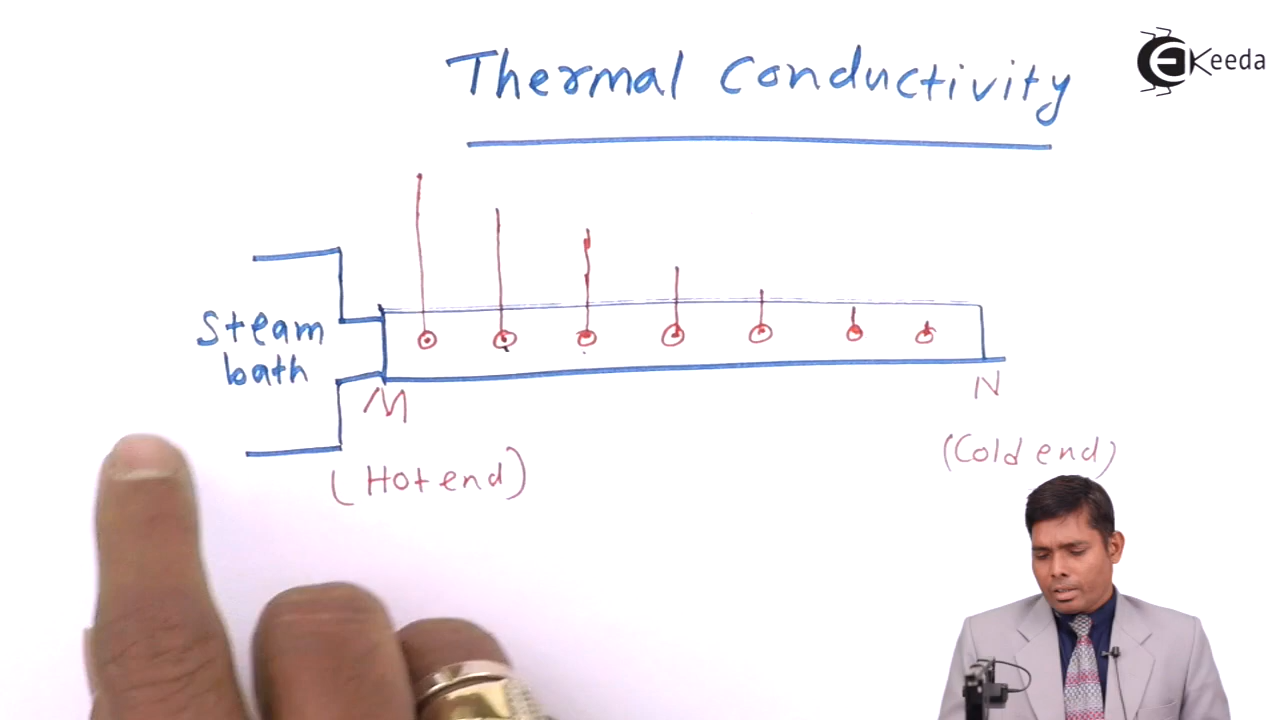 Thermal Conductivity
EKeeda
Steam
bath
M
N
(Hot end)
(Cold end)